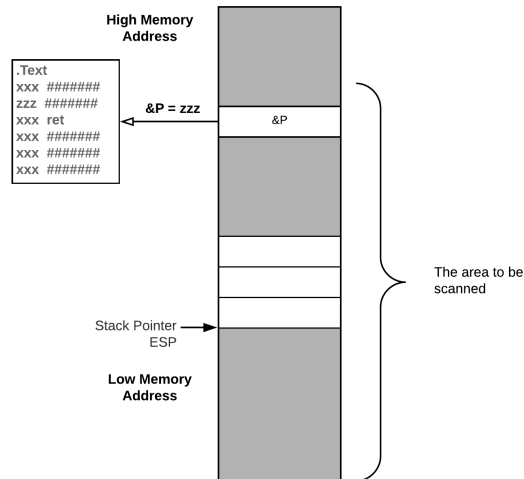 High Memory
Address
.Text
xxx #######
zzz #######
xxx ret
xxx #######
xxx #######
xxx #######
&P = zzz
&P
The area to be
scanned
Stack Pointer
ESP
Low Memory
Address